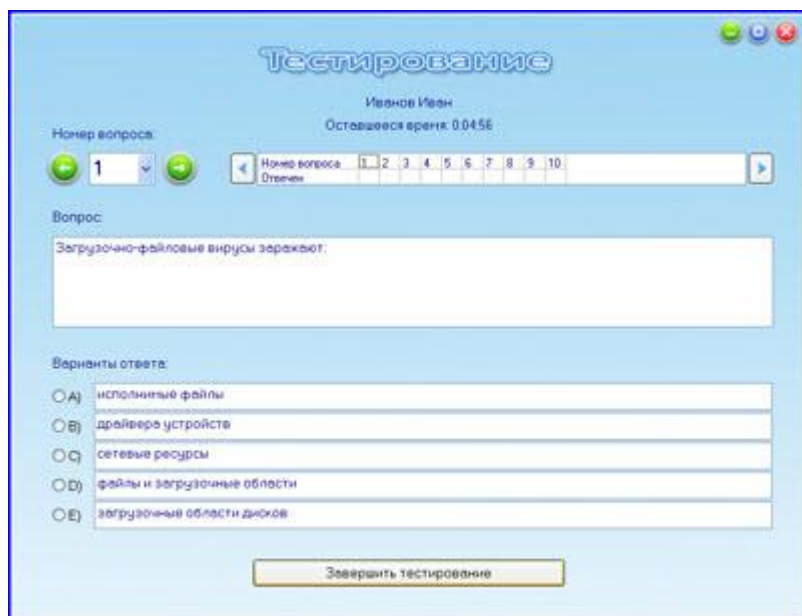 Тестирование
Иванов Иван
Оставшееся время: 0:04:56
Номер вопроса:
1
Номер вопроса 1 2 3 4 5 6 7 8 9 10
Отвечен
Вопрос:
Загрузочно-файловые вирусы заражают:
Варианты ответа:
A) исполнимые файлы
B) драйвера устройств
C) сетевые ресурсы
D) файлы и загрузочные области
E) загрузочные области дисков
Завершить тестирование